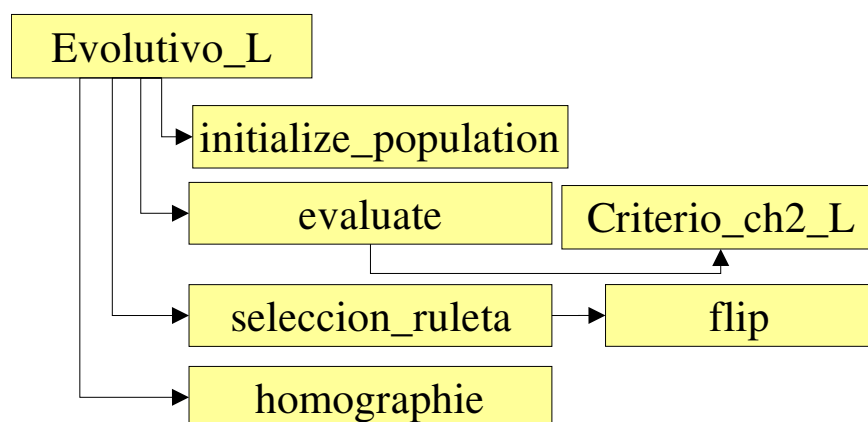 Evolutivo_L
initialize_population
evaluate
Criterio_ch2_L
seleccion_ruleta
flip
homographie